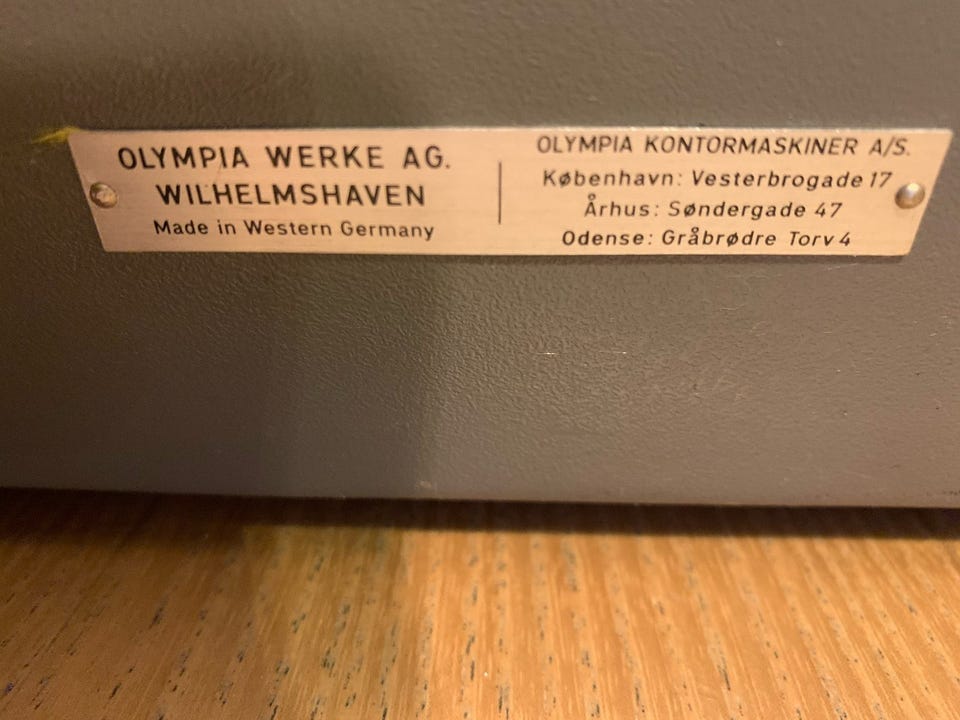 OLYMPIA WERKE AG.
WILHELMSHAVEN
Made in Western Germany
OLYMPIA KONTORMASKINER A/S.
København: Vesterbrogade 17
Århus: Søndergade 47
Odense: Gråbrødre Torv 4